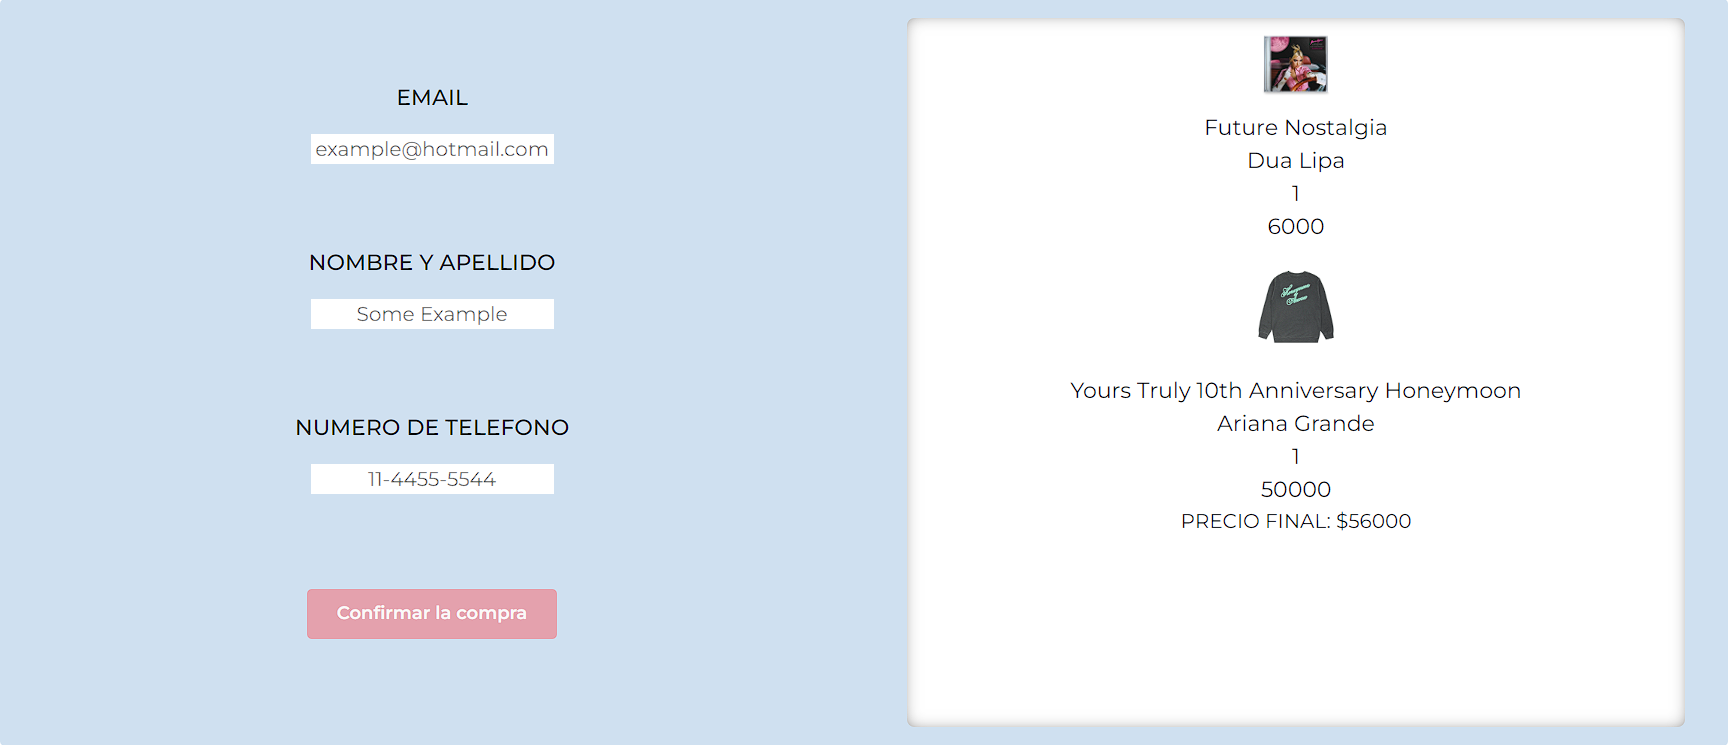 EMAIL
example@hotmail.com
NOMBRE Y APELLIDO
Some Example
NUMERO DE TELEFONO
11-4455-5544
Confirmar la compra
Future Nostalgia
Dua Lipa
1
6000
Yours Truly 10th Anniversary Honeymoon
Ariana Grande
1
50000
PRECIO FINAL: $56000